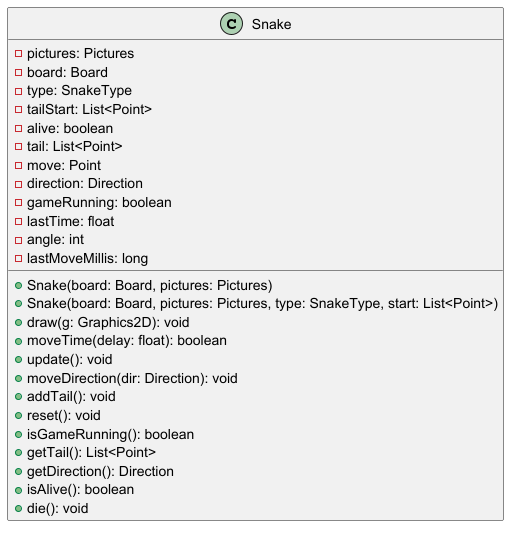 C Snake
pictures: Pictures
board: Board
type: SnakeType
tailStart: List<Point>
alive: boolean
tail: List<Point>
move: Point
direction: Direction
gameRunning: boolean
lastTime: float
angle: int
lastMoveMillis: long
Snake(board: Board, pictures: Pictures)
Snake(board: Board, pictures: Pictures, type: SnakeType, start: List<Point>)
draw(g: Graphics2D): void
moveTime(delay: float): boolean
update(): void
moveDirection(dir: Direction): void
addTail(): void
reset(): void
isGameRunning(): boolean
getTail(): List<Point>
getDirection(): Direction
isAlive(): boolean
die(): void